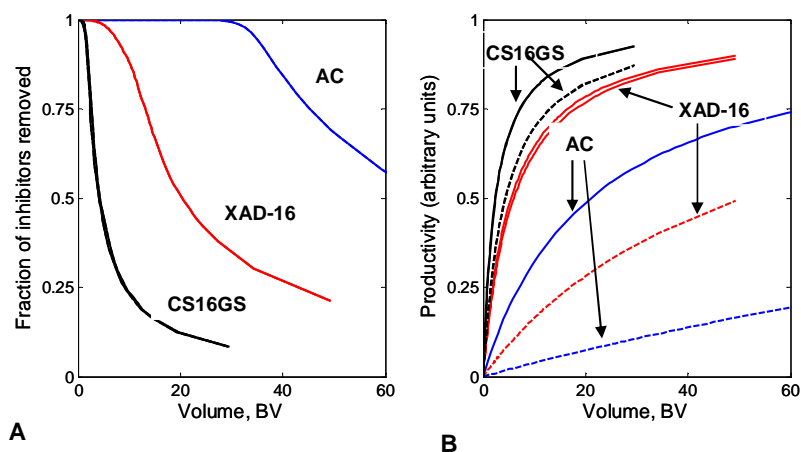 1
0.75
0.5
0.25
0
0
20
40
60
Fraction of inhibitors removed
Volume, BV
AC
XAD-16
CS16GS
A
1
0.75
0.5
0.25
0
0
20
40
60
Productivity (arbitrary units)
Volume, BV
CS16GS
XAD-16
AC
B